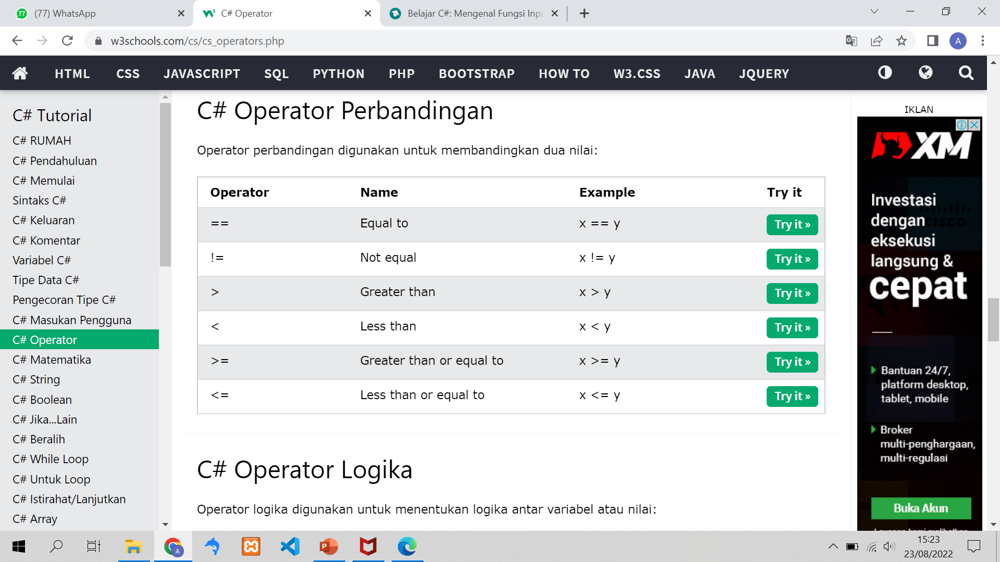 77
(77) WhatsApp
C# Operator
Belajar C#: Mengenal Fungsi Inpu
w3schools.com/cs/cs_operators.php
A
HTML CSS JAVASCRIPT SQL PYTHON PHP BOOTSTRAP HOW TO W3.CSS JAVA JQUERY
C# Tutorial
C# RUMAH
C# Pendahuluan
C# Memulai
Sintaks C#
C# Keluaran
C# Komentar
Variabel C#
Tipe Data C#
Pengecoran Tipe C#
C# Masukan Pengguna
C# Operator
C# Matematika
C# String
C# Boolean
C# Jika...Lain
C# Beralih
C# While Loop
C# Untuk Loop
C# Istirahat/Lanjutkan
C# Array
C# Operator Perbandingan
Operator perbandingan digunakan untuk membandingkan dua nilai:
Operator Name Example Try it
== Equal to x == y Try it »
!= Not equal x != y Try it »
> Greater than x > y Try it »
< Less than x < y Try it »
>= Greater than or equal to x >= y Try it »
<= Less than or equal to x <= y Try it »
C# Operator Logika
Operator logika digunakan untuk menentukan logika antar variabel atau nilai:
IKLAN
XM
Investasi
dengan
eksekusi
langsung &
cepat
Bantuan 24/7,
platform desktop,
tablet, mobile
Broker
multi-penghargaan,
multi-regulasi
Buka Akun
15:23
23/08/2022